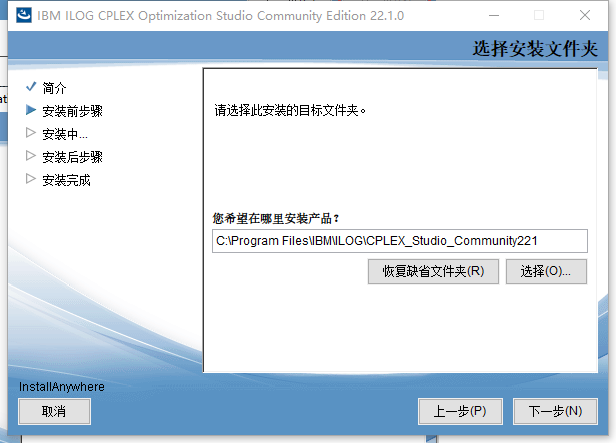 IBM ILOG CPLEX Optimization Studio Community Edition 22.1.0
选择安装文件夹
简介
安装前步骤
安装中...
安装后步骤
安装完成
请选择此安装的目标文件夹。
您希望在哪里安装产品？
C:\Program Files\IBM\ILOG\CPLEX_Studio_Community221
恢复缺省文件夹(R)
选择(O)...
InstallAnywhere
取消
上一步(P)
下一步(N)